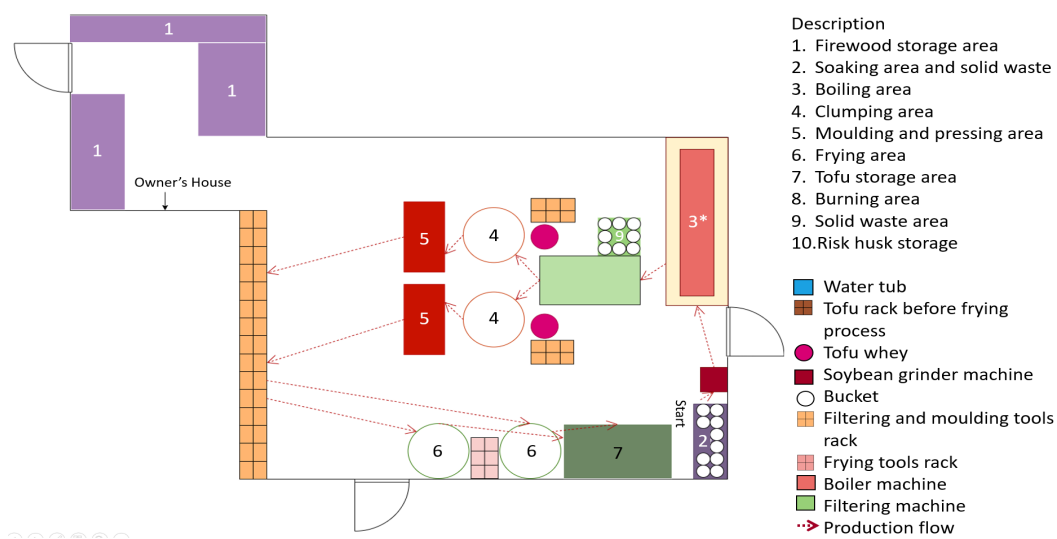 1
1
1
Owner's House
5
4
9
3*
5
4
Start
2
6
6
7
Description
1. Firewood storage area
2. Soaking area and solid waste
3. Boiling area
4. Clumping area
5. Moulding and pressing area
6. Frying area
7. Tofu storage area
8. Burning area
9. Solid waste area
10.Risk husk storage
Water tub
Tofu rack before frying
process
Tofu whey
Soybean grinder machine
Bucket
Filtering and moulding tools
rack
Frying tools rack
Boiler machine
Filtering machine
Production flow